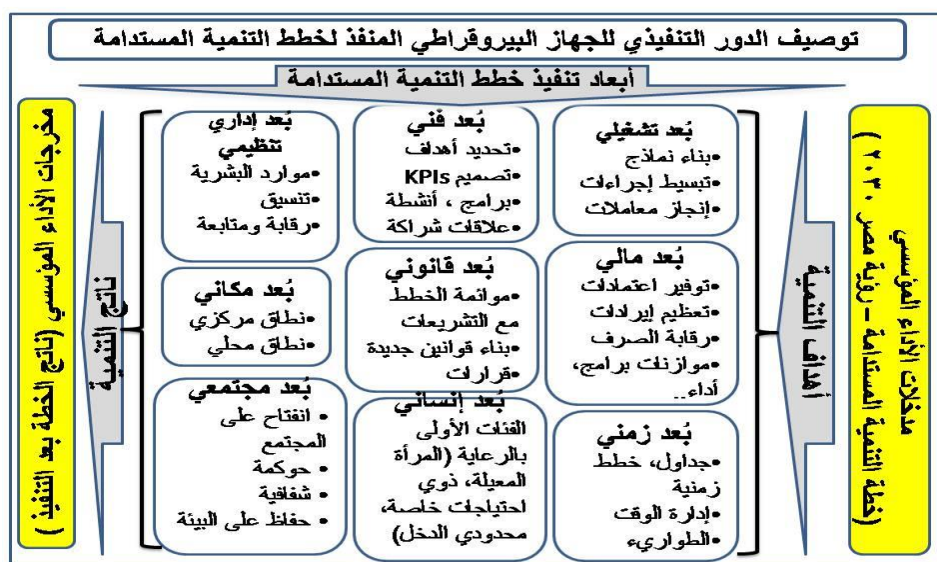 توصيف الدور التنفيذي للجهاز البيروقراطي المنفذ لخطط التنمية المستدامة
أبعاد تنفيذ خطط التنمية المستدامة
مدخلات الأداء المؤسسي
(خطة التنمية المستدامة – رؤية مصر ٢٠٣٠ )
أهداف التنمية
بُعد تشغيلي
•بناء نماذج
•تبسيط إجراءات
•إنجاز معاملات
بُعد فني
•تحديد أهداف
•تصميم KPIs
•برامج ، أنشطة
•علاقات شراكة
بُعد إداري
تنظيمي
•موارد البشرية
•تنسيق
•رقابة ومتابعة
بُعد مالي
•توفير اعتمادات
•تعظيم إيرادات
•رقابة الصرف
•موازنات برامج،
أداء..
بُعد قانوني
•موائمة الخطط
مع التشريعات
•بناء قوانين جديدة
•قرارات
بُعد مكاني
•نطاق مركزي
•نطاق محلي
بُعد زمني
•جداول، خطط
زمنية
•إدارة الوقت
•الطواريء
بُعد إنساني
الفئات الأولى
بالرعاية (المرأة
المعيلة، ذوي
احتياجات خاصة،
محدودي الدخل)
بُعد مجتمعي
• انفتاح على
المجتمع
• حوكمة
• شفافية
• حفاظ على البيئة
ناتج التنمية
مخرجات الأداء المؤسسي (ناتج الخطة بعد التنفيذ )